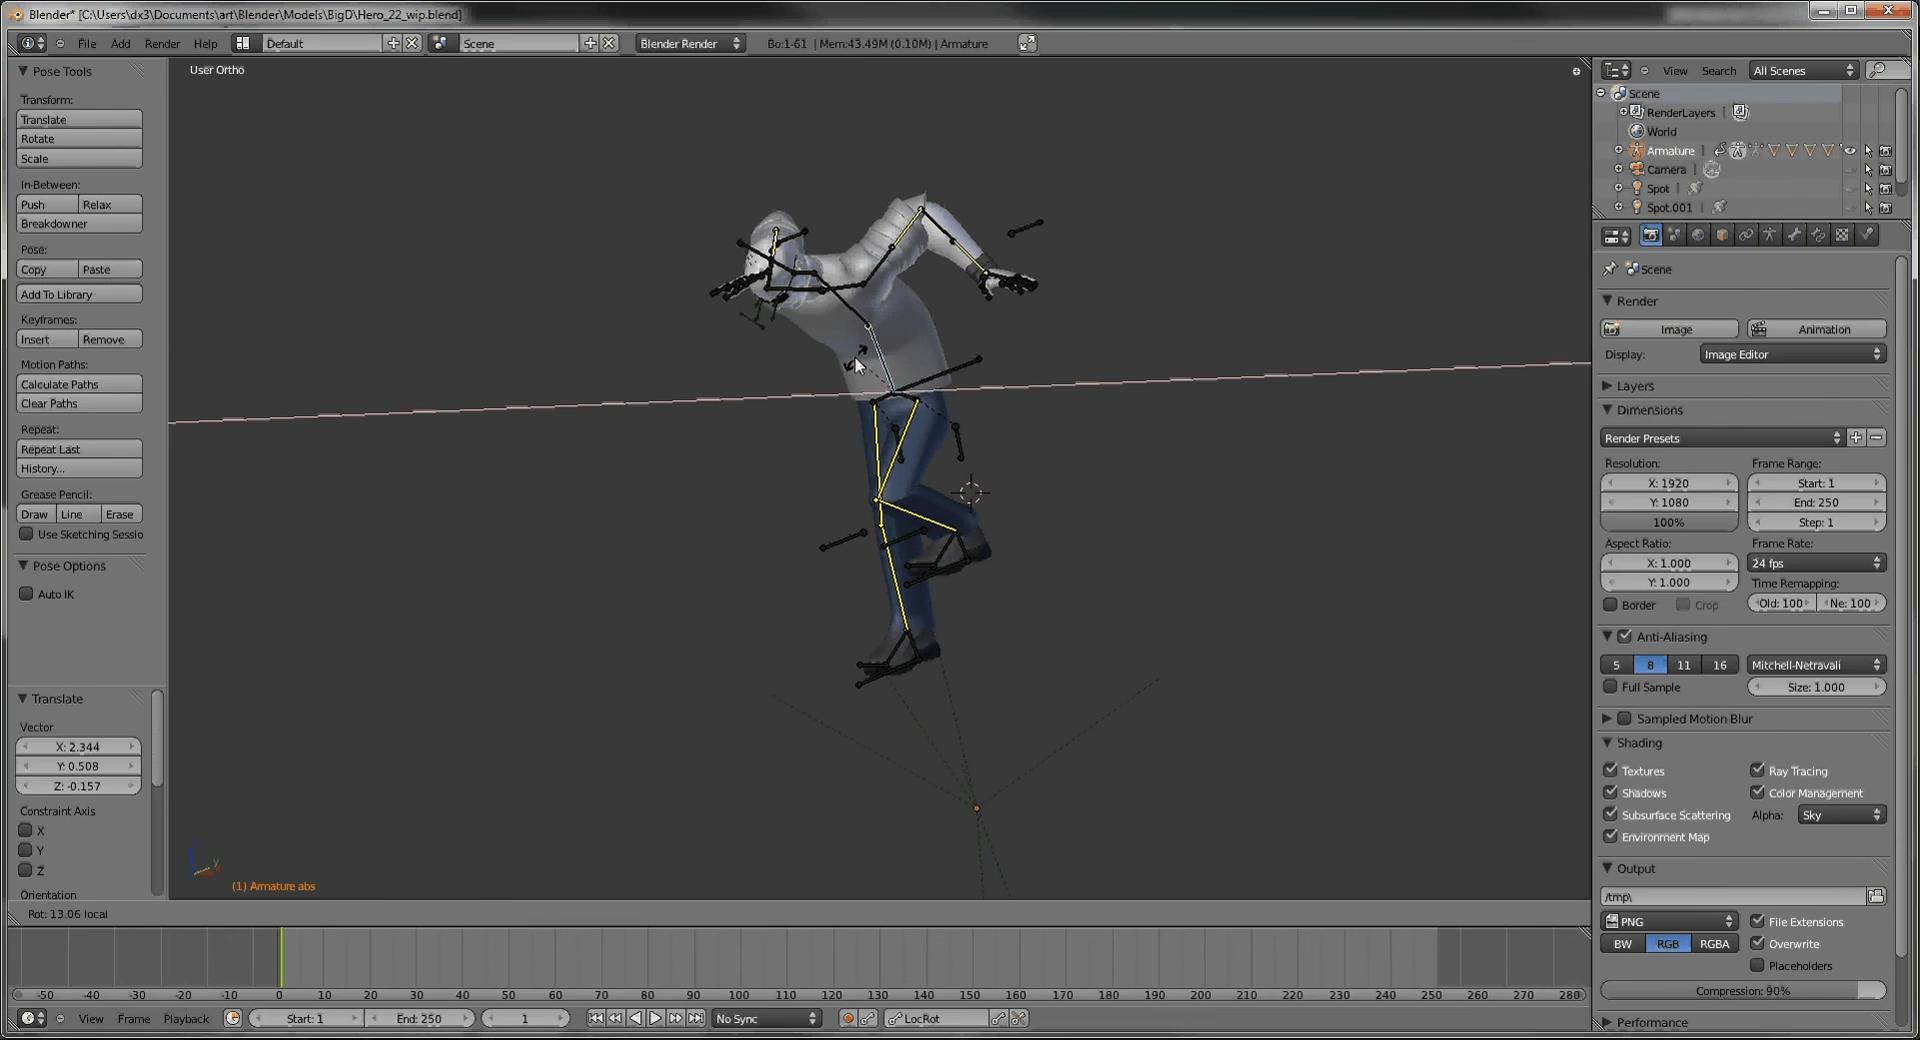 Blender* [C:\Users\dx3\Documents\art\Blender\Models\BigD\Hero_22_wip.blend]
File Add Render Help Default Scene Blender Render Bo:1-61 | Mem:43.49M (0.10M) | Armature
Pose Tools
Transform:
Translate
Rotate
Scale
In-Between:
Push Relax
Breakdowner
Pose:
Copy Paste
Add To Library
Keyframes:
Insert Remove
Motion Paths:
Calculate Paths
Clear Paths
Repeat:
Repeat Last
History...
Grease Pencil:
Draw Line Erase
Use Sketching Sessio
Pose Options
Auto IK
Translate
Vector
X: 2.344
Y: 0.508
Z: -0.157
Constraint Axis
X
Y
Z
Orientation
User Ortho
y
(1) Armature abs
Rot: 13.06 local
View Search All Scenes
Scene
RenderLayers
World
Armature
Camera
Spot
Spot.001
Scene
Render
Image Animation
Display: Image Editor
Layers
Dimensions
Render Presets
Resolution: Frame Range:
X: 1920 Start: 1
Y: 1080 End: 250
100% Step: 1
Aspect Ratio: Frame Rate:
X: 1.000 24 fps
Y: 1.000 Time Remapping:
Border Crop Old: 100 Ne: 100
Anti-Aliasing
5 8 11 16 Mitchell-Netravali
Full Sample Size: 1.000
Sampled Motion Blur
Shading
Textures Ray Tracing
Shadows Color Management
Subsurface Scattering Alpha: Sky
Environment Map
Output
/tmp\
PNG File Extensions
BW RGB RGBA Overwrite
Placeholders
Compression: 90%
Performance
-50 -40 -30 -20 -10 0 10 20 30 40 50 60 70 80 90 100 110 120 130 140 150 160 170 180 190 200 210 220 230 240 250 260 270 280
View Frame Playback Start: 1 End: 250 1 No Sync LocRot